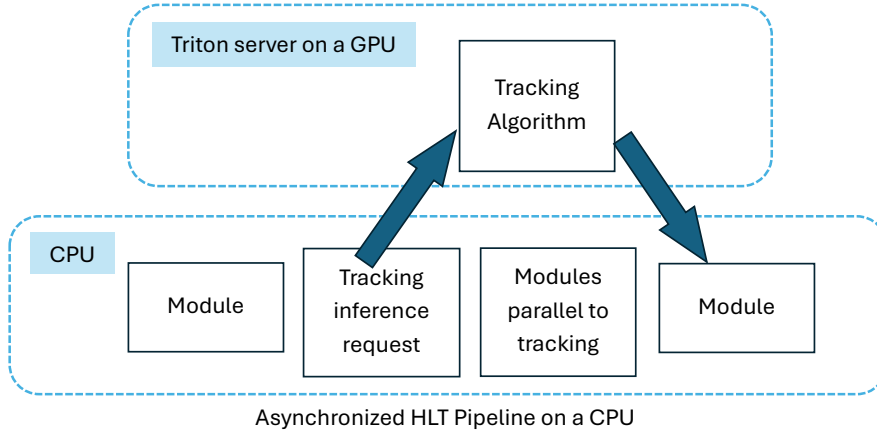 Triton server on a GPU
Tracking
Algorithm
CPU
Module
Tracking
inference
request
Modules
parallel to
tracking
Module
Asynchronized HLT Pipeline on a CPU